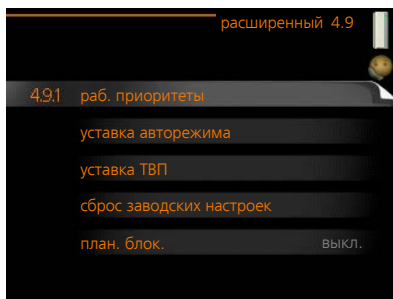 расширенный 4.9
4.9.1 раб. приоритеты
уставка авторежима
уставка ТВП
сброс заводских настроек
план. блок. выкл.